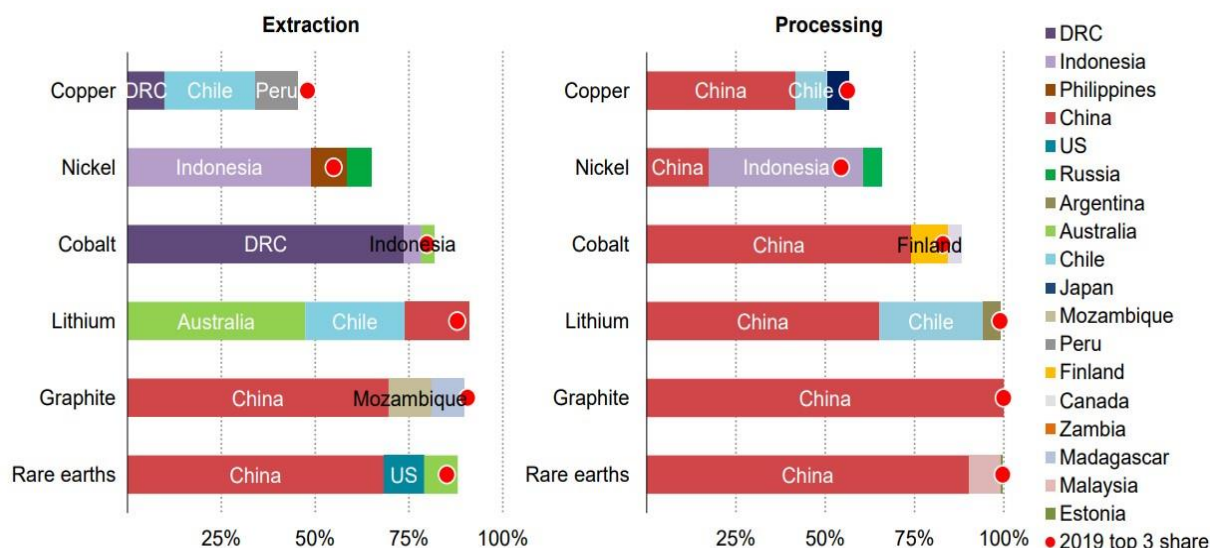 Extraction
Copper
DRC
Chile
Peru
Nickel
Indonesia
Cobalt
DRC
Indonesia
Lithium
Australia
Chile
Graphite
China
Mozambique
Rare earths
China
US
25%
50%
75%
100%
Processing
Copper
China
Chile
Nickel
China
Indonesia
Cobalt
China
Finland
Lithium
China
Chile
Graphite
China
Rare earths
China
25%
50%
75%
100%
DRC
Indonesia
Philippines
China
US
Russia
Argentina
Australia
Chile
Japan
Mozambique
Peru
Finland
Canada
Zambia
Madagascar
Malaysia
Estonia
2019 top 3 share